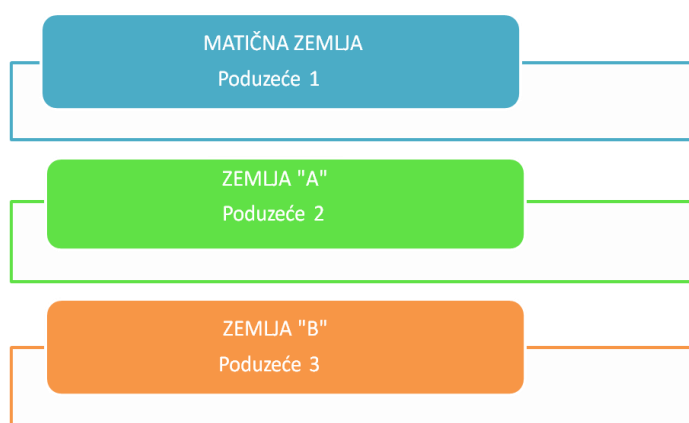 MATIČNA ZEMLJA
Poduzeće 1
ZEMLJA "A"
Poduzeće 2
ZEMLJA "B"
Poduzeće 3